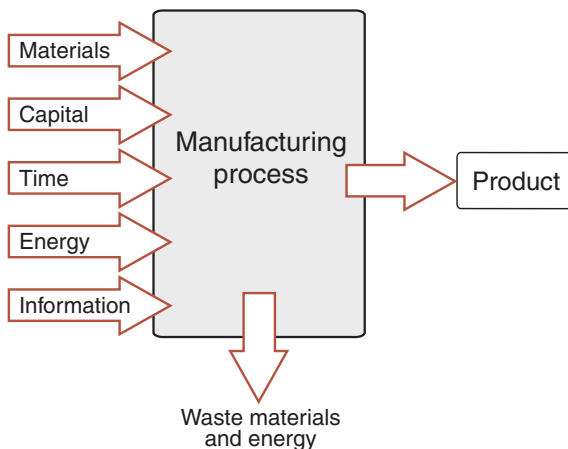 Materials
Capital
Time
Energy
Information
Manufacturing
process
Product
Waste materials
and energy